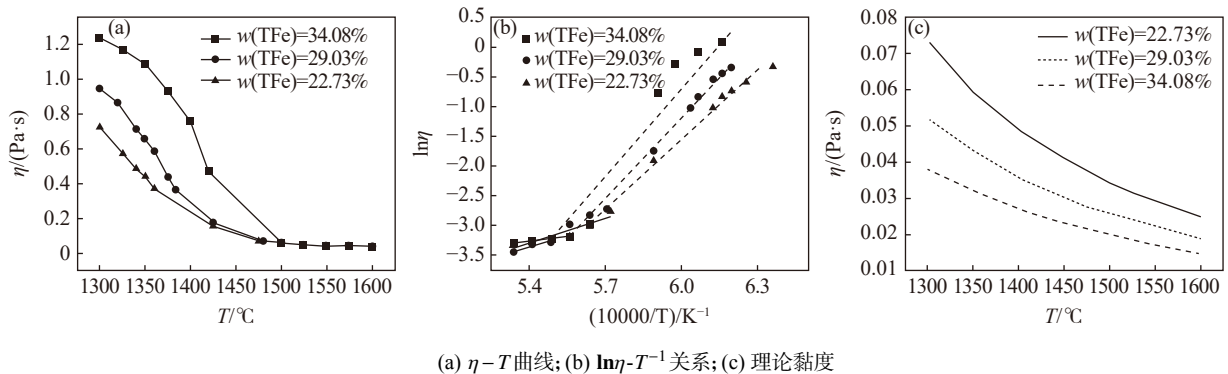 (a)
w(TFe)=34.08%
w(TFe)=29.03%
w(TFe)=22.73%
1.2
1.0
0.8
0.6
0.4
0.2
0
η/(Pa·s)
1300 1350 1400 1450 1500 1550 1600
T/℃
(b)
w(TFe)=34.08%
w(TFe)=29.03%
w(TFe)=22.73%
0.5
0
−0.5
−1.0
−1.5
−2.0
−2.5
−3.0
−3.5
lnη
5.4 5.7 6.0 6.3
(10000/T)/K⁻¹
(c)
w(TFe)=22.73%
w(TFe)=29.03%
w(TFe)=34.08%
0.08
0.07
0.06
0.05
0.04
0.03
0.02
0.01
η/(Pa·s)
1300 1350 1400 1450 1500 1550 1600
T/℃
(a) η–T曲线; (b) lnη-T⁻¹关系; (c) 理论黏度